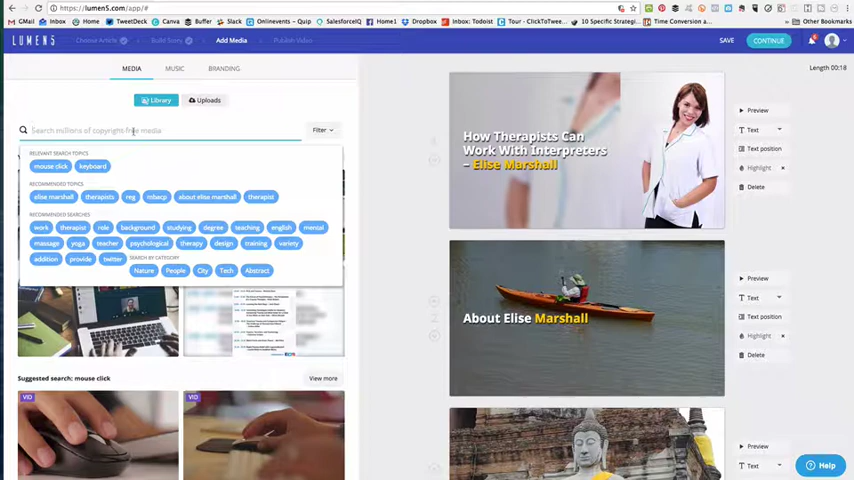 lumen5.com/app/#
Apps GMail TweetDeck Canva Buffer Slack Onlinevents - Quip SalesforceIQ Home1 Dropbox Inbox: Todoist Tour - ClickToTwee... 10 Specific Strategi... Time Conversion a... Other Bookmarks
LUMEN5 Choose Article Build Story Add Media Publish Video SAVE CONTINUE
MEDIA MUSIC BRANDING
Length 00:18
Library Uploads
Search millions of copyright-free media
Filter
RELEVANT SEARCH TOPICS
mouse click keyboard
RECOMMENDED TOPICS
elise marshall therapists reg nrbacp about elise marshall therapist
RECOMMENDED SEARCHES
work therapist role background studying degree teaching english mental
massage yoga teacher psychological therapy design training variety
addition provide twitter
SEARCH BY CATEGORY
Nature People City Tech Abstract
Suggested search: mouse click
View more
VID
VID
How Therapists Can
Work With Interpreters
– Elise Marshall
Preview
Text
Text position
Highlight
Delete
About Elise Marshall
Preview
Text
Text position
Highlight
Delete
Preview
Text
Help